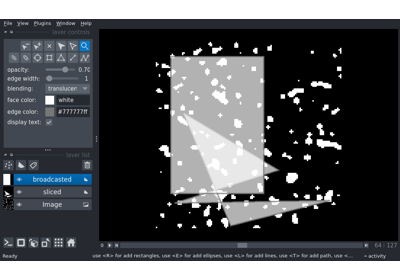 File View Plugins Window Help
layer controls
opacity: 0.70
edge width: 1
blending: translucen
face color: white
edge color: #777777ff
display text:
layer list
broadcasted
sliced
Image
0 64 127
Ready use <R> for add rectangles, use <E> for add ellipses, use <L> for add lines, use <T> for add path, use <... activity